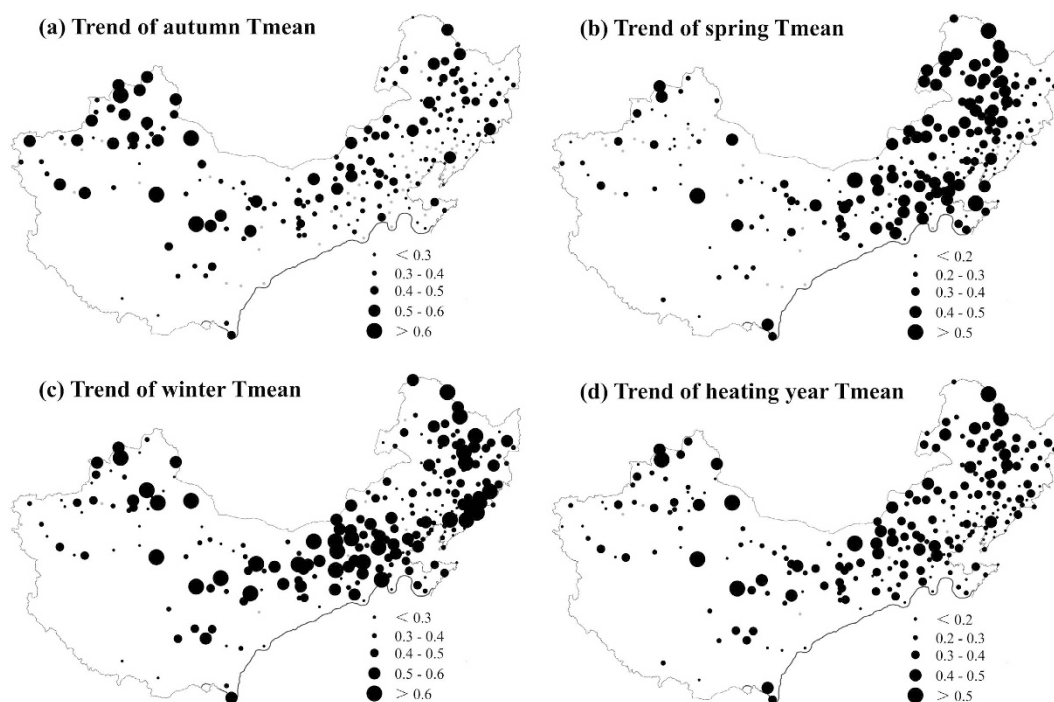 (a) Trend of autumn Tmean
< 0.3
0.3 - 0.4
0.4 - 0.5
0.5 - 0.6
> 0.6
(b) Trend of spring Tmean
< 0.2
0.2 - 0.3
0.3 - 0.4
0.4 - 0.5
> 0.5
(c) Trend of winter Tmean
< 0.3
0.3 - 0.4
0.4 - 0.5
0.5 - 0.6
> 0.6
(d) Trend of heating year Tmean
< 0.2
0.2 - 0.3
0.3 - 0.4
0.4 - 0.5
> 0.5